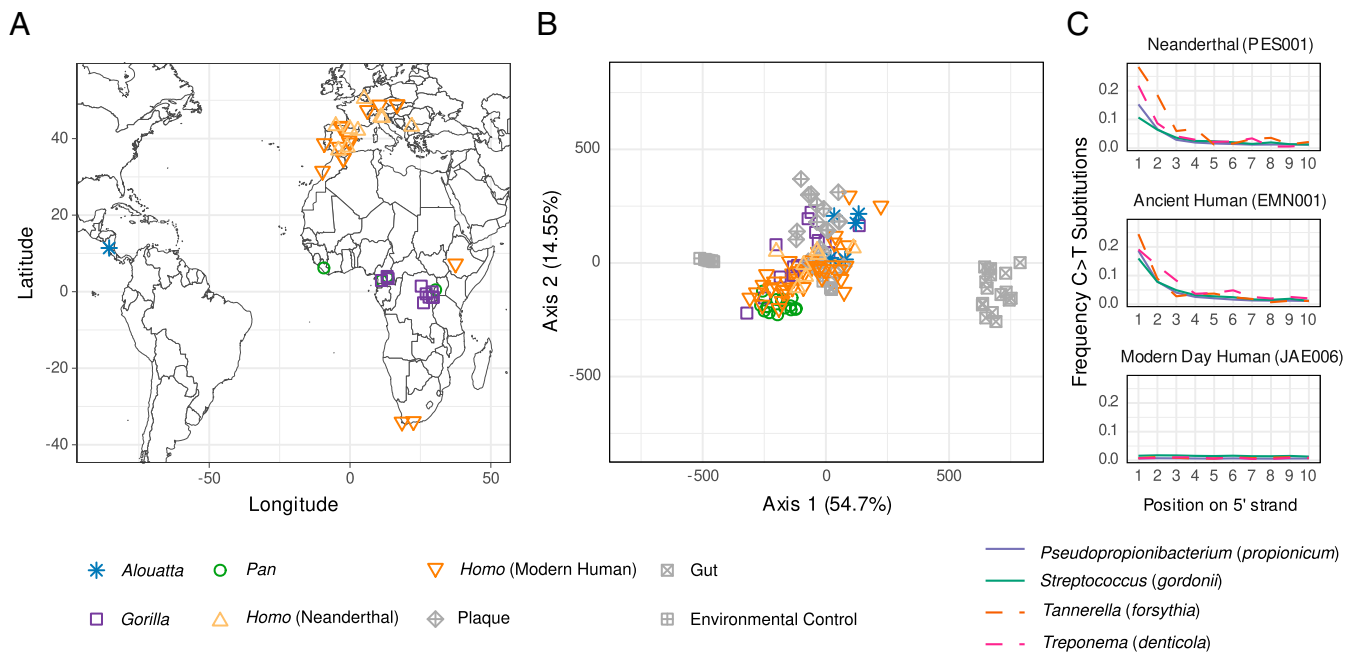 A
B
C
Latitude
40
20
0
-20
-40
-50
0
50
Longitude
Axis 2 (14.55%)
500
0
-500
-500
0
500
Axis 1 (54.7%)
Frequency C>T Substitutions
Neanderthal (PES001)
0.2
0.1
0.0
1 2 3 4 5 6 7 8 9 10
Ancient Human (EMN001)
0.2
0.1
0.0
1 2 3 4 5 6 7 8 9 10
Modern Day Human (JAE006)
0.2
0.1
0.0
1 2 3 4 5 6 7 8 9 10
Position on 5' strand
Alouatta
Pan
Homo (Modern Human)
Gut
Gorilla
Homo (Neanderthal)
Plaque
Environmental Control
Pseudopropionibacterium (propionicum)
Streptococcus (gordonii)
Tannerella (forsythia)
Treponema (denticola)